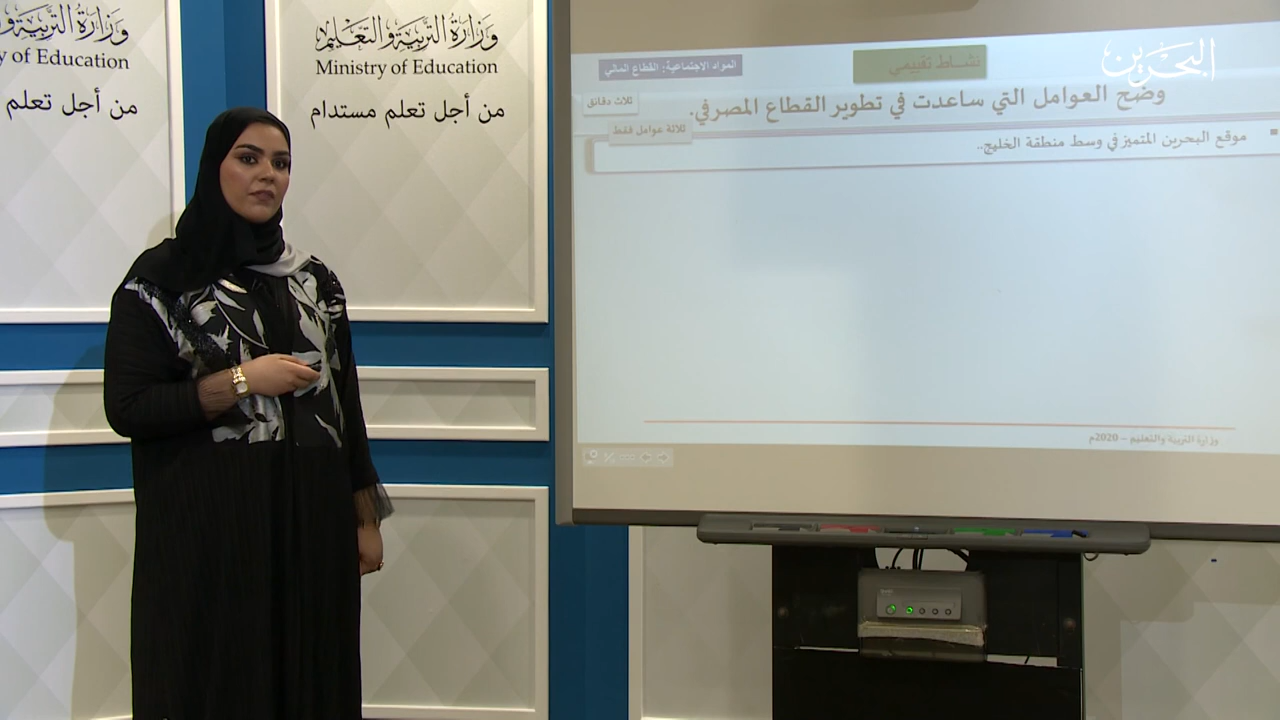 وزارة التربية والتعليم
Ministry of Education
من أجل تعلم مستدام
وزارة التربية و
y of Education
من أجل تعلم م
البحرين
المواد الاجتماعية: القطاع المالي
نشاط تقييمي
ثلاث دقائق
وضح العوامل التي ساعدت في تطوير القطاع المصرفي.
ثلاثة عوامل فقط
موقع البحرين المتميز في وسط منطقة الخليج..
وزارة التربية والتعليم – 2020م